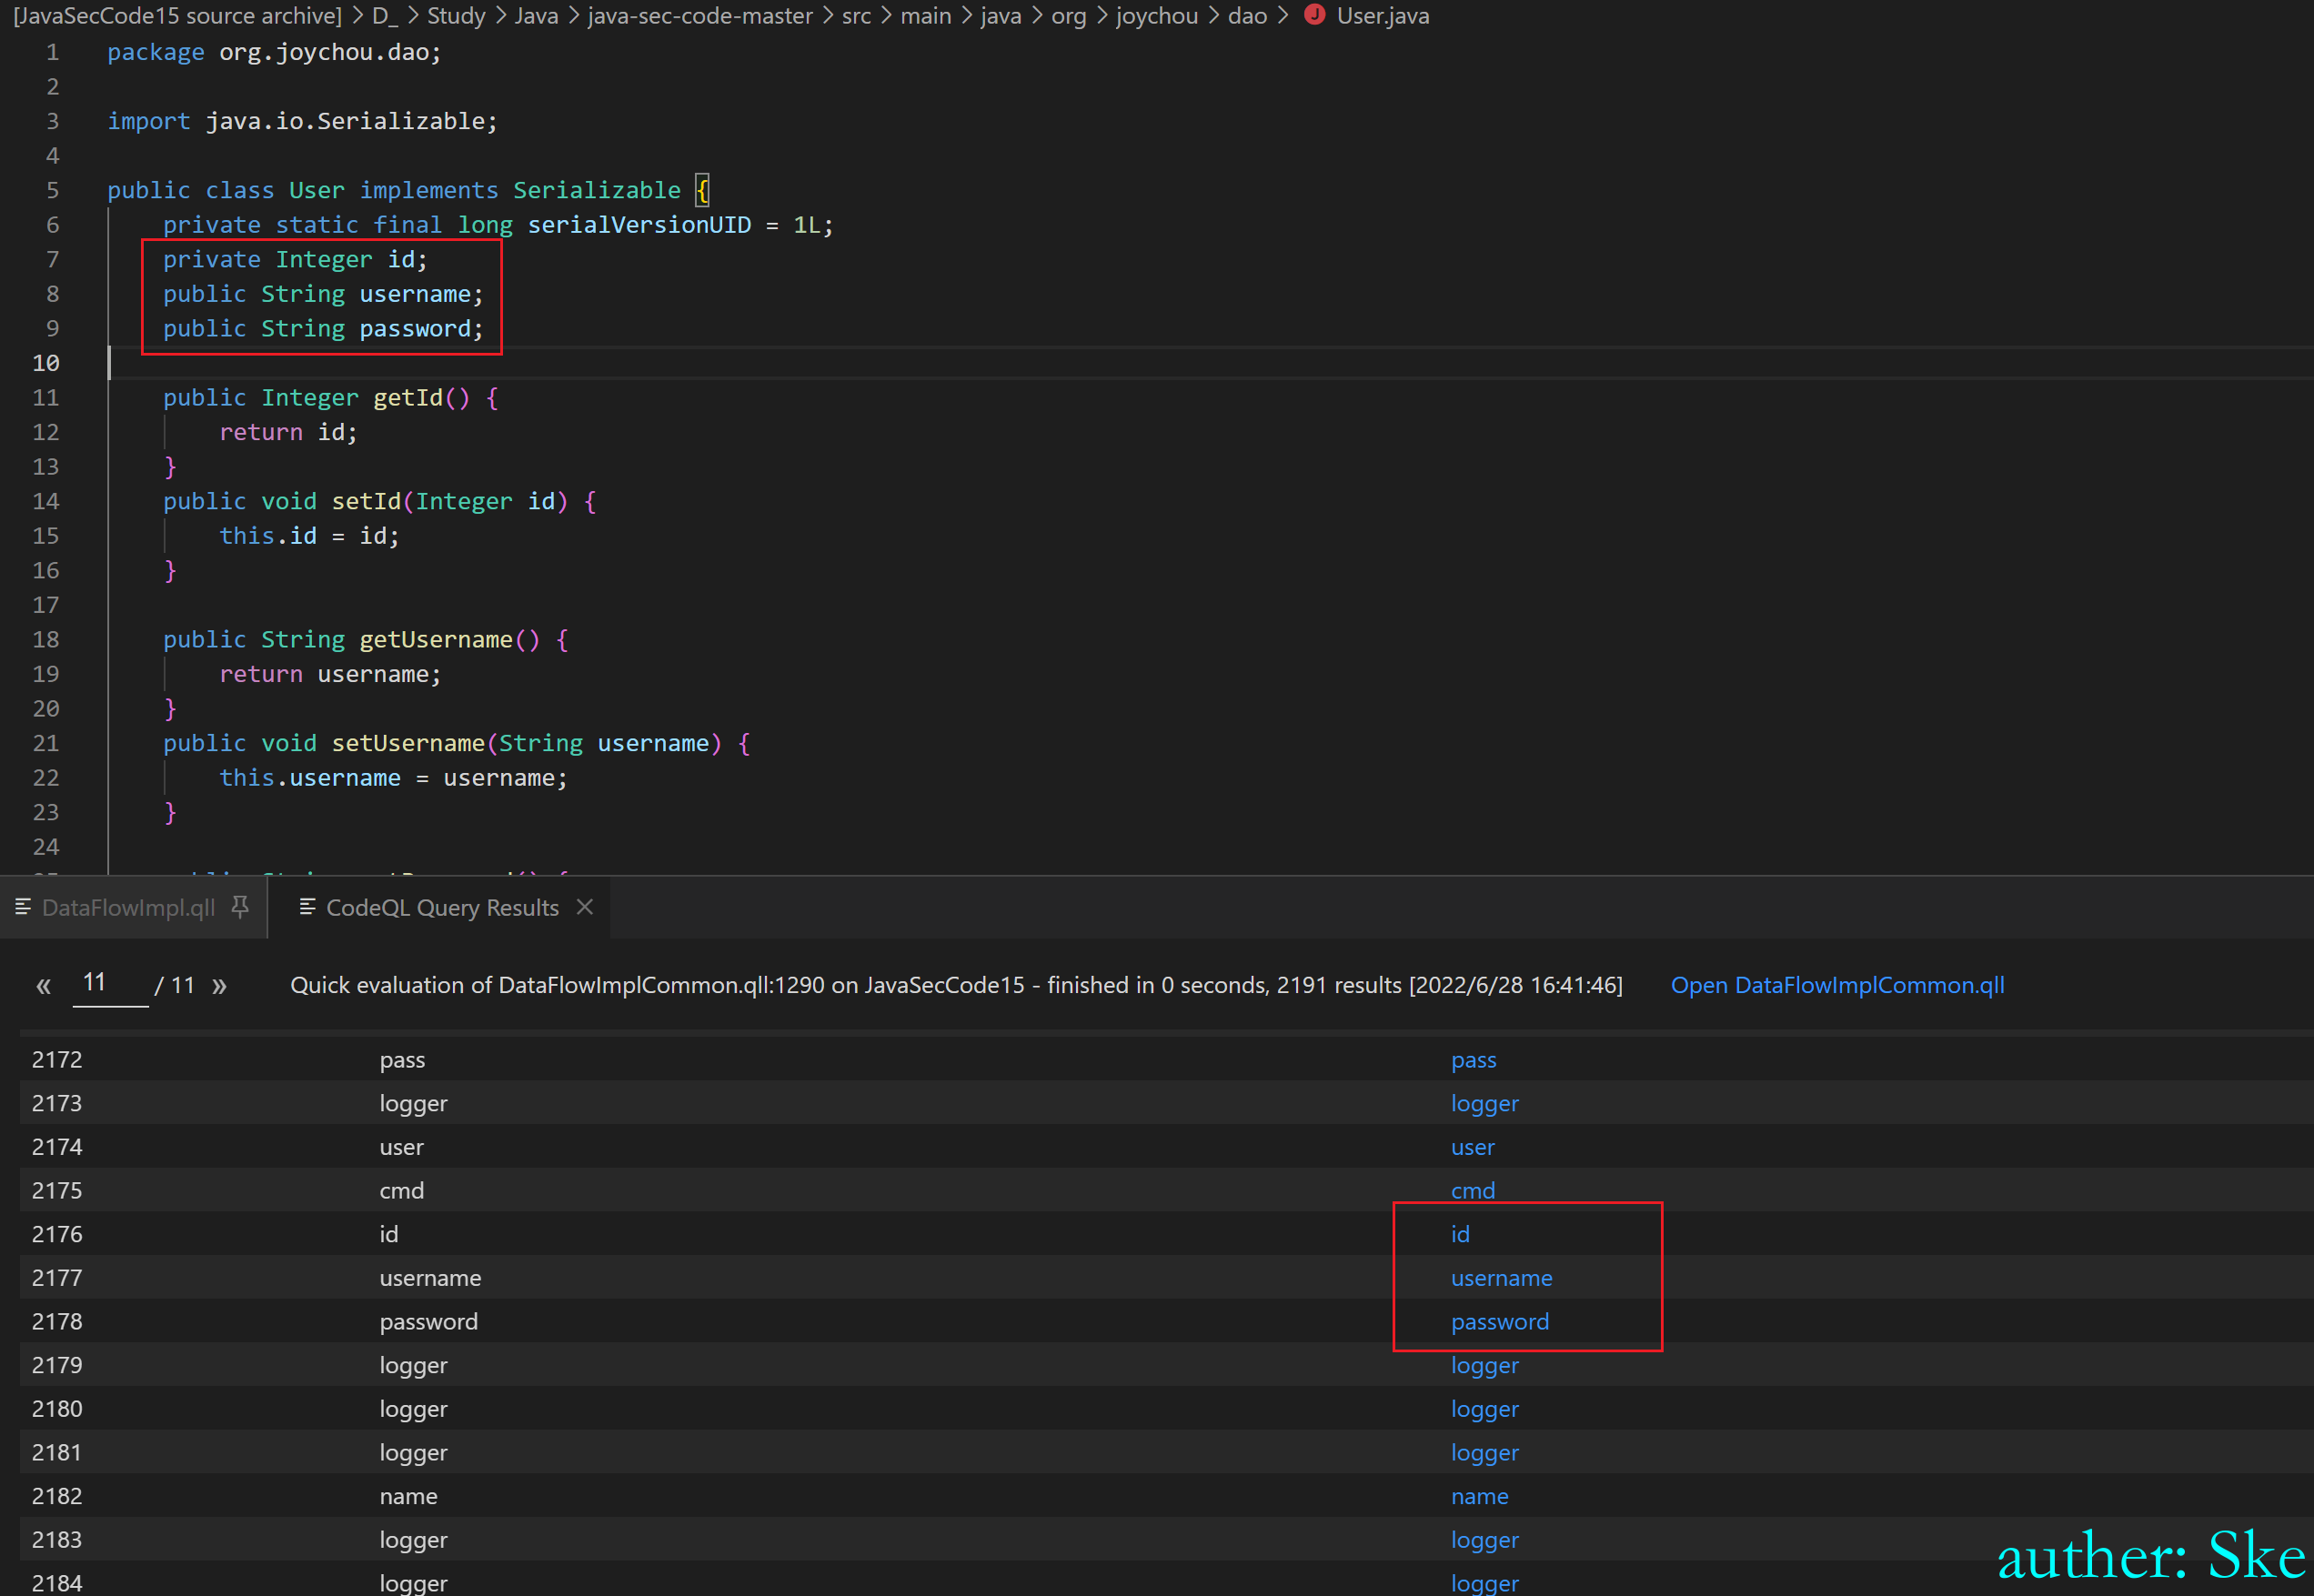 [JavaSecCode15 source archive] > D_ > Study > Java > java-sec-code-master > src > main > java > org > joychou > dao > J User.java
1 package org.joychou.dao;
2
3 import java.io.Serializable;
4
5 public class User implements Serializable {
6 private static final long serialVersionUID = 1L;
7 private Integer id;
8 public String username;
9 public String password;
10
11 public Integer getId() {
12 return id;
13 }
14 public void setId(Integer id) {
15 this.id = id;
16 }
17
18 public String getUsername() {
19 return username;
20 }
21 public void setUsername(String username) {
22 this.username = username;
23 }
24
DataFlowImpl.qll CodeQL Query Results ×
« 11 / 11 » Quick evaluation of DataFlowImplCommon.qll:1290 on JavaSecCode15 - finished in 0 seconds, 2191 results [2022/6/28 16:41:46] Open DataFlowImplCommon.qll
2172 pass pass
2173 logger logger
2174 user user
2175 cmd cmd
2176 id id
2177 username username
2178 password password
2179 logger logger
2180 logger logger
2181 logger logger
2182 name name
2183 logger logger
2184 logger logger
auther: Ske